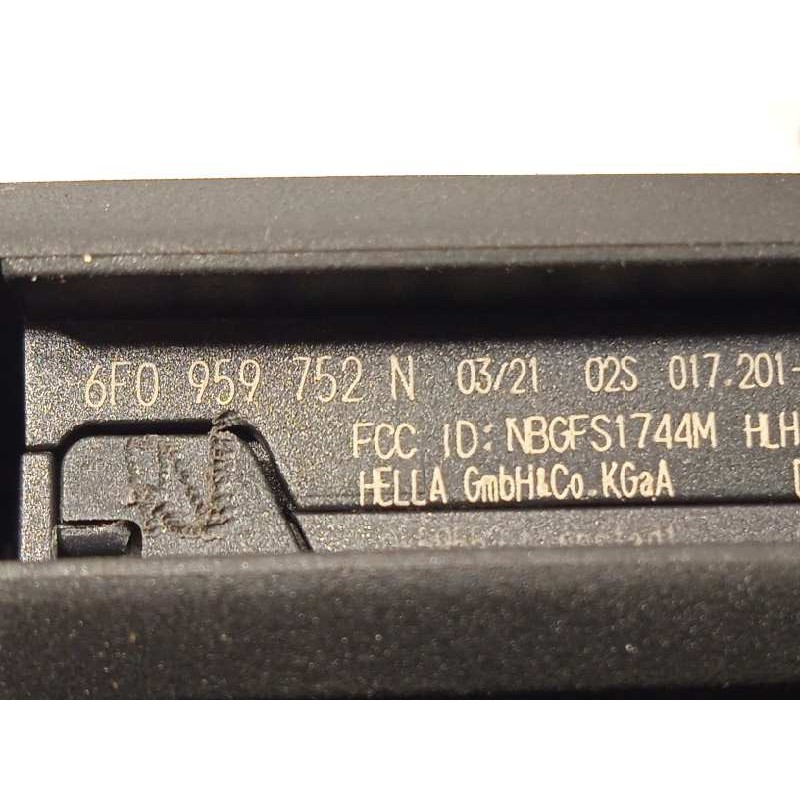 6F0 959 752 N 03/21 02S 017.201-
FCC ID: NBGFS1744M HLH
HELLA GmbH&Co.KGaA